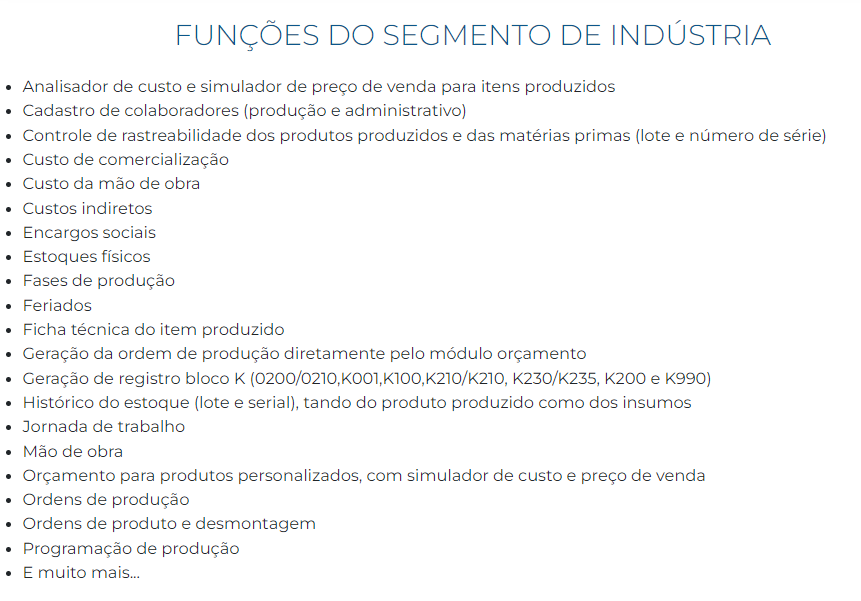 FUNÇÕES DO SEGMENTO DE INDÚSTRIA
• Analisador de custo e simulador de preço de venda para itens produzidos
• Cadastro de colaboradores (produção e administrativo)
• Controle de rastreabilidade dos produtos produzidos e das matérias primas (lote e número de série)
• Custo de comercialização
• Custo da mão de obra
• Custos indiretos
• Encargos sociais
• Estoques físicos
• Fases de produção
• Feriados
• Ficha técnica do item produzido
• Geração da ordem de produção diretamente pelo módulo orçamento
• Geração de registro bloco K (0200/0210,K001,K100,K210/K210, K230/K235, K200 e K990)
• Histórico do estoque (lote e serial), tando do produto produzido como dos insumos
• Jornada de trabalho
• Mão de obra
• Orçamento para produtos personalizados, com simulador de custo e preço de venda
• Ordens de produção
• Ordens de produto e desmontagem
• Programação de produção
• E muito mais...